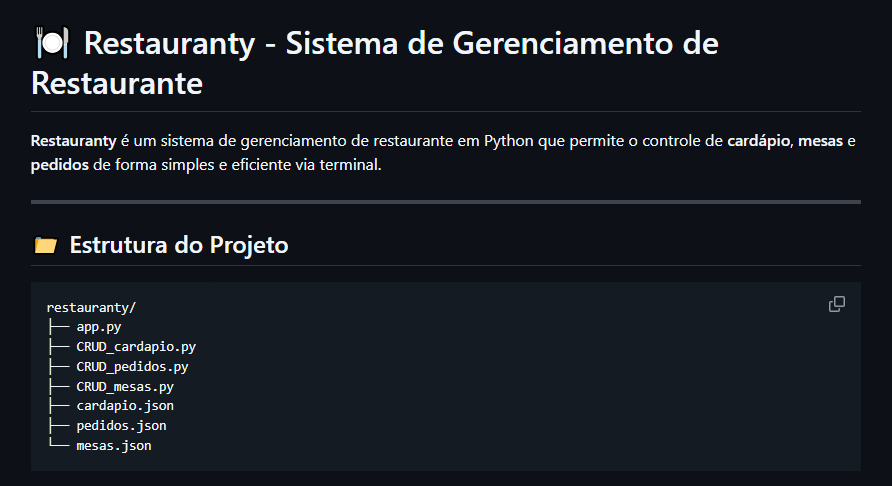 🍽️ Restauranty - Sistema de Gerenciamento de
Restaurante
Restauranty é um sistema de gerenciamento de restaurante em Python que permite o controle de cardápio, mesas e
pedidos de forma simples e eficiente via terminal.
📂 Estrutura do Projeto
restauranty/
├── app.py
├── CRUD_cardapio.py
├── CRUD_pedidos.py
├── CRUD_mesas.py
├── cardapio.json
├── pedidos.json
└── mesas.json